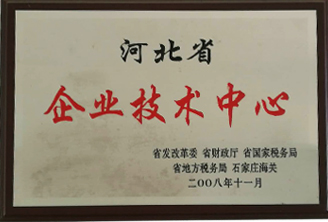 河北省
企业技术中心
省发改革委 省财政厅 省国家税务局
省地方税务局 石家庄海关
二〇〇八年十一月